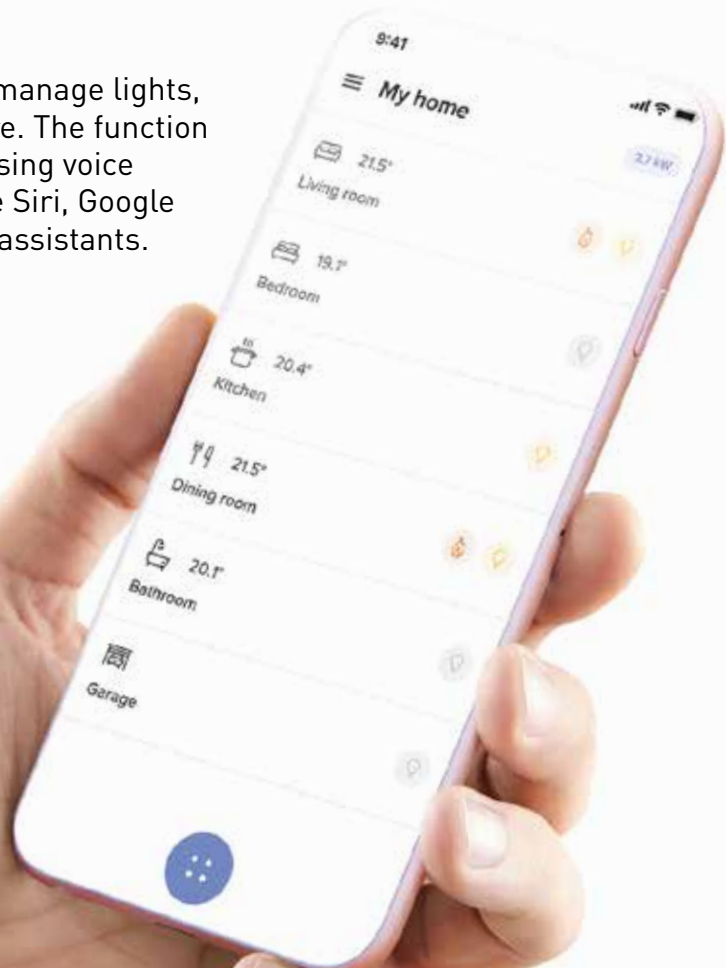 manage lights,
e. The function
sing voice
e Siri, Google
assistants.
9:41
My home
2.7 kW
21.5°
Living room
19.1°
Bedroom
20.4°
Kitchen
21.5°
Dining room
20.1°
Bathroom
Garage